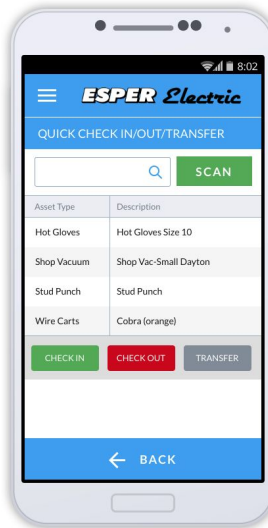 8:02
ESPER Electric
QUICK CHECK IN/OUT/TRANSFER
SCAN
Asset Type Description
Hot Gloves Hot Gloves Size 10
Shop Vacuum Shop Vac-Small Dayton
Stud Punch Stud Punch
Wire Carts Cobra (orange)
CHECK IN CHECK OUT TRANSFER
BACK